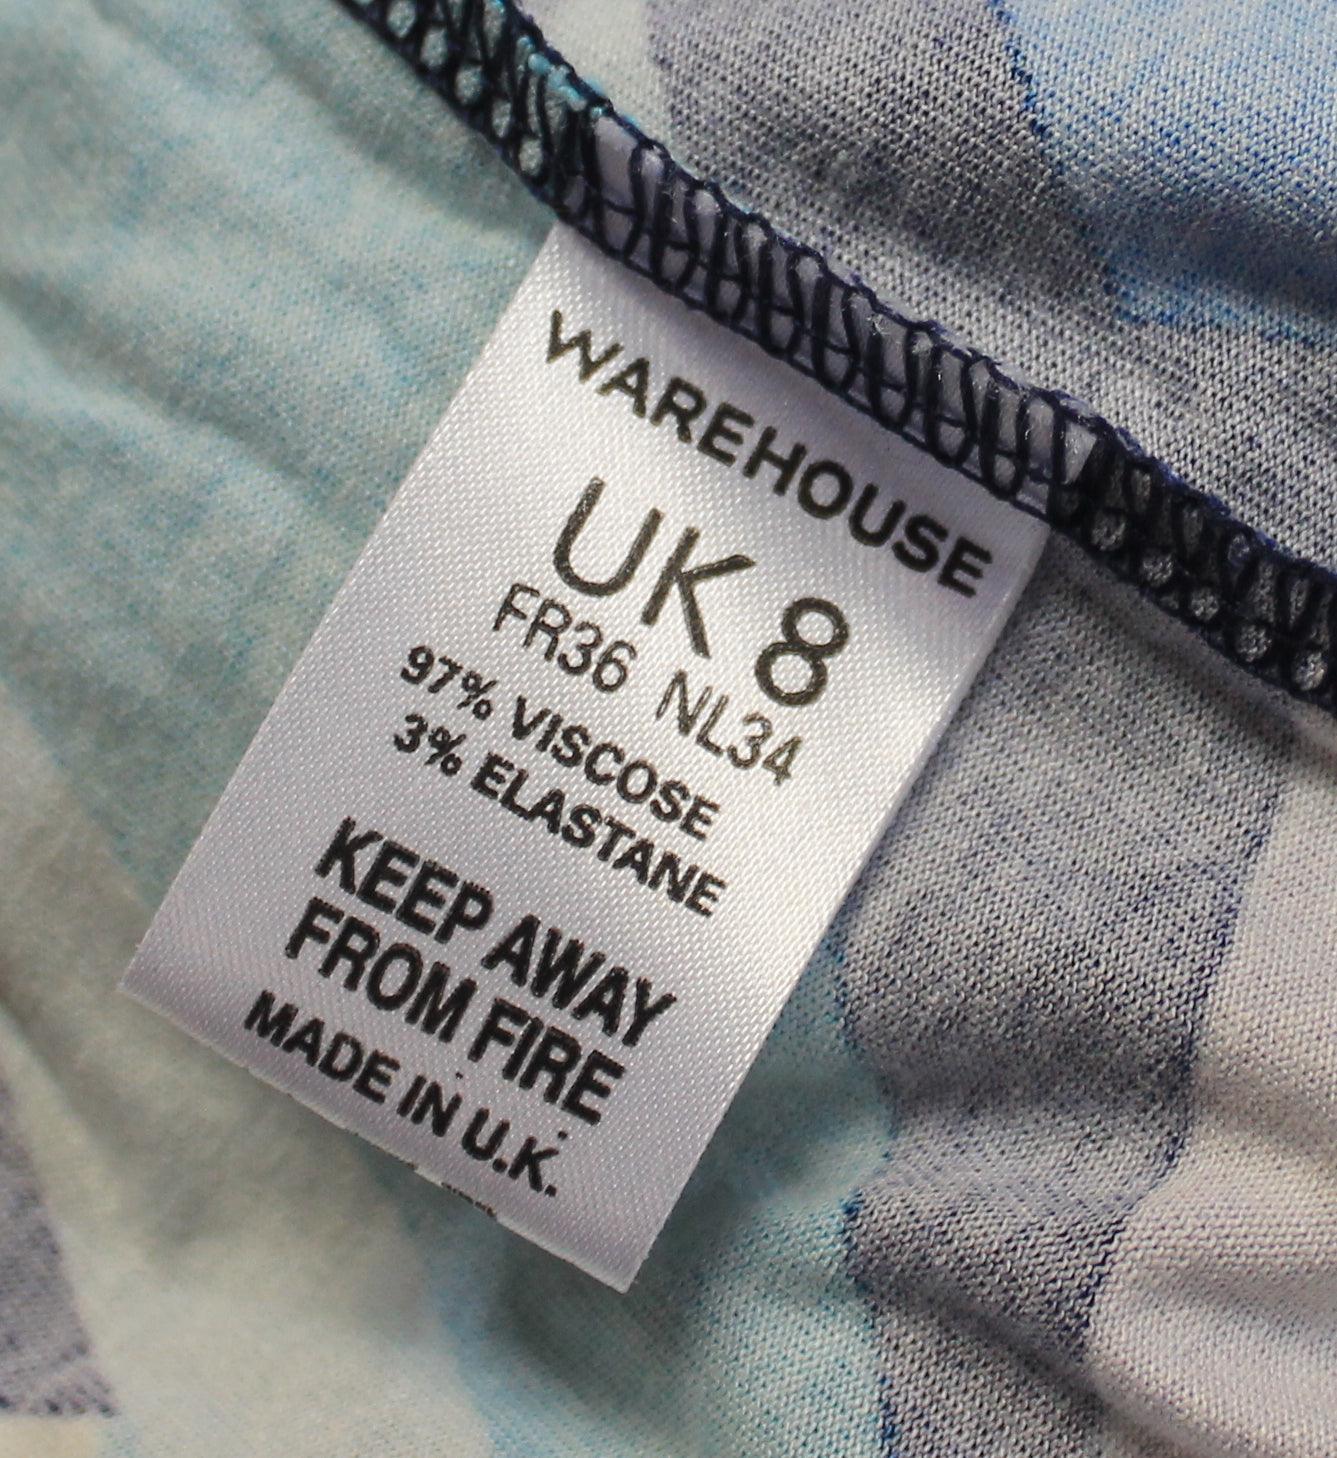 WAREHOUSE
UK 8
FR36 NL34
97% VISCOSE
3% ELASTANE
KEEP AWAY
FROM FIRE
MADE IN U.K.